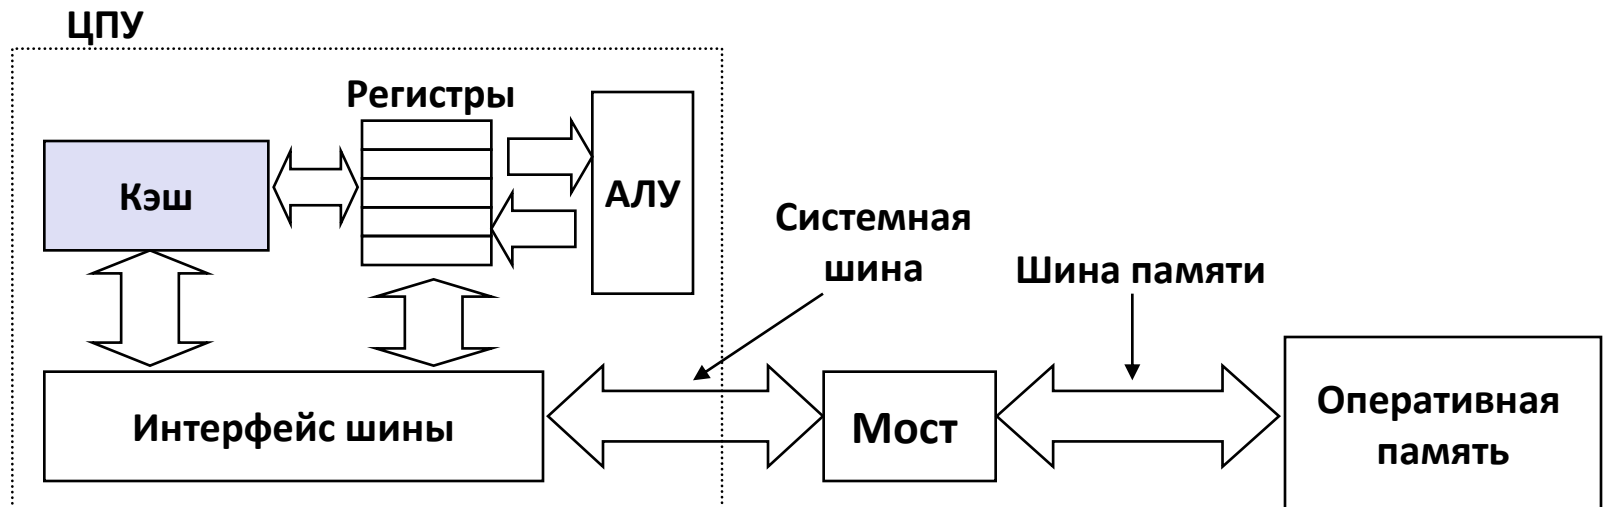 ЦПУ
Регистры
Кэш
АЛУ
Системная
шина
Шина памяти
Интерфейс шины
Мост
Оперативная
память